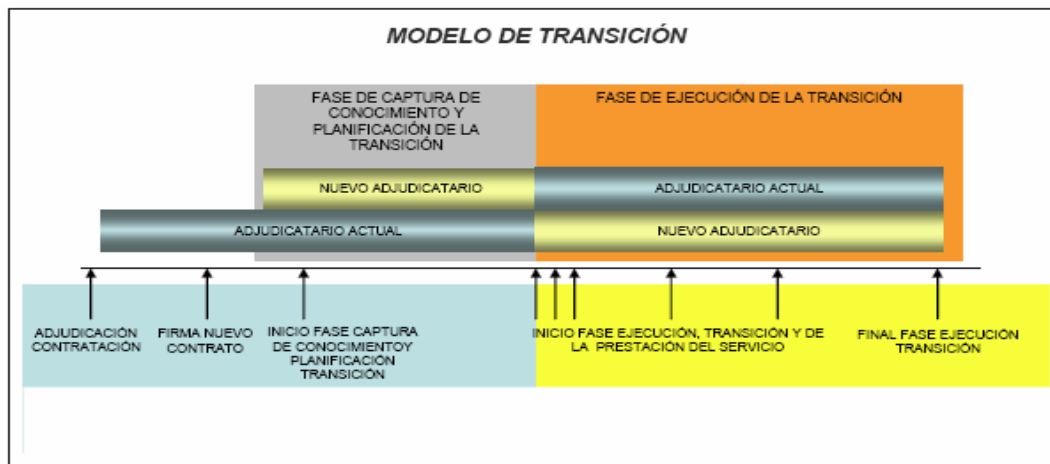 MODELO DE TRANSICIÓN
FASE DE CAPTURA DE
CONOCIMIENTO Y
PLANIFICACIÓN DE LA
TRANSICIÓN
FASE DE EJECUCIÓN DE LA TRANSICIÓN
NUEVO ADJUDICATARIO
ADJUDICATARIO ACTUAL
ADJUDICATARIO ACTUAL
NUEVO ADJUDICATARIO
ADJUDICACIÓN
CONTRATACIÓN
FIRMA NUEVO
CONTRATO
INICIO FASE CAPTURA
DE CONOCIMIENTOY
PLANIFICACIÓN
TRANSICIÓN
INICIO FASE EJECUCIÓN, TRANSICIÓN Y DE
LA PRESTACIÓN DEL SERVICIO
FINAL FASE EJECUCIÓN
TRANSICIÓN